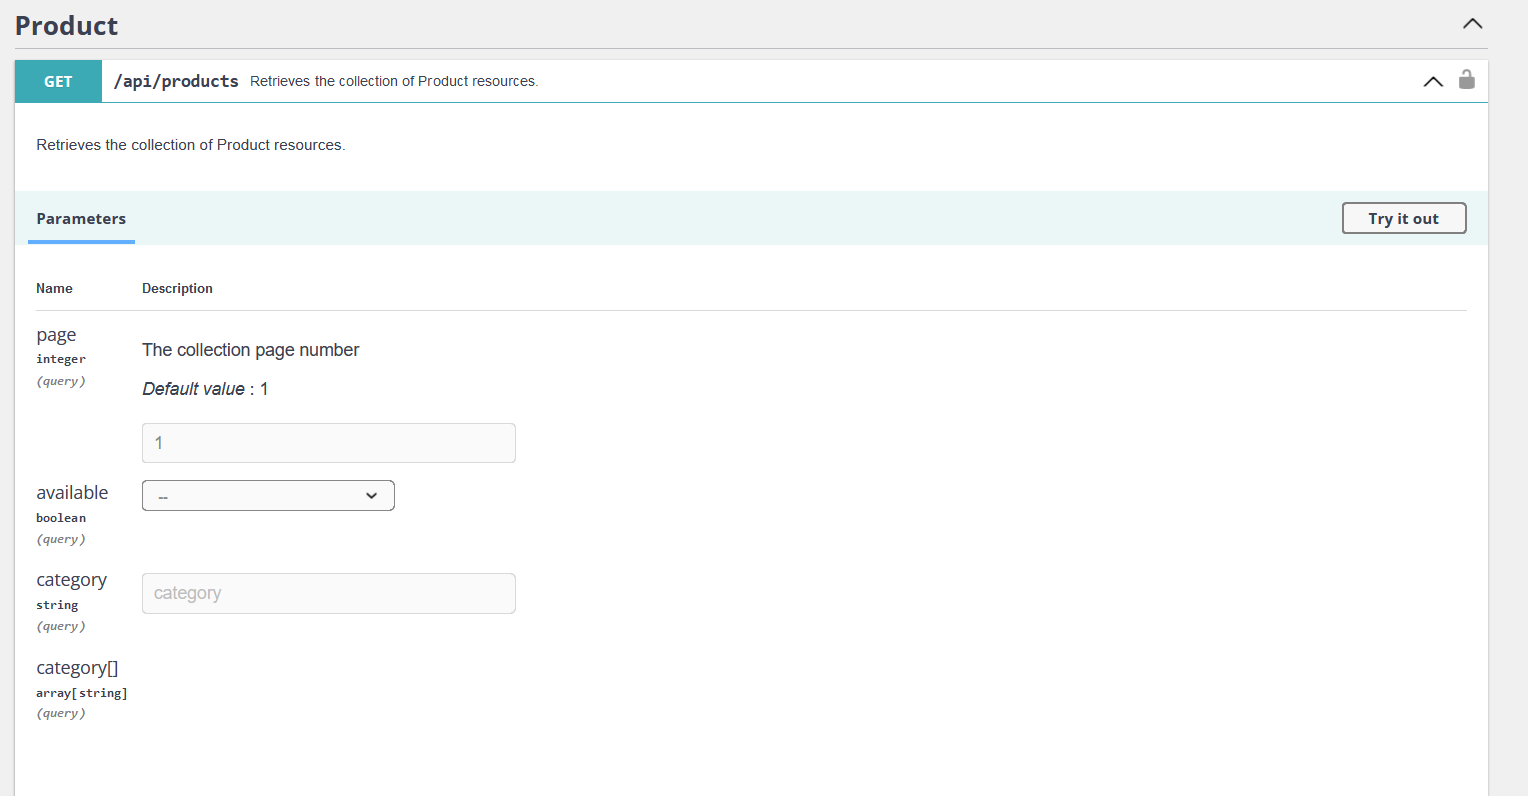 Product
GET /api/products Retrieves the collection of Product resources.
Retrieves the collection of Product resources.
Parameters Try it out
Name Description
page
integer
(query)
The collection page number
Default value : 1
1
available
boolean
(query)
--
category
string
(query)
category
category[]
array[string]
(query)